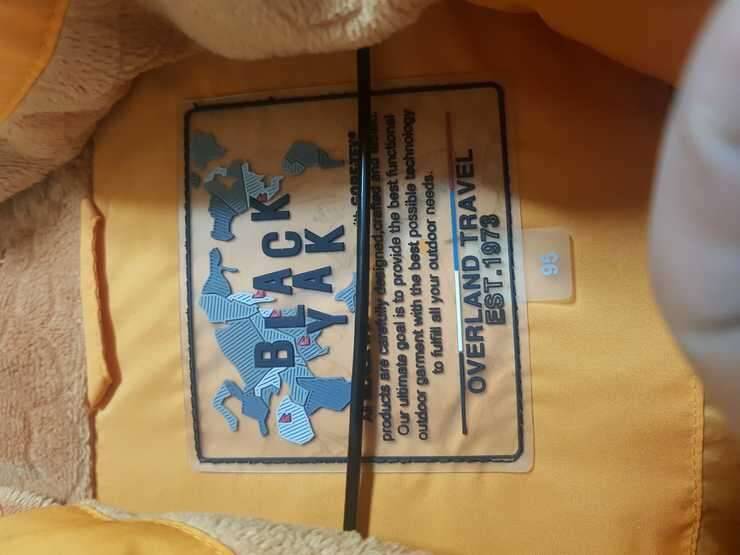 BLACK
YAK
products are carefully designed,crafted and
Our ultimate goal is to provide the best functional
outdoor garment with the best possible technology
to fulfill all your outdoor needs.
OVERLAND TRAVEL
EST.1973
95